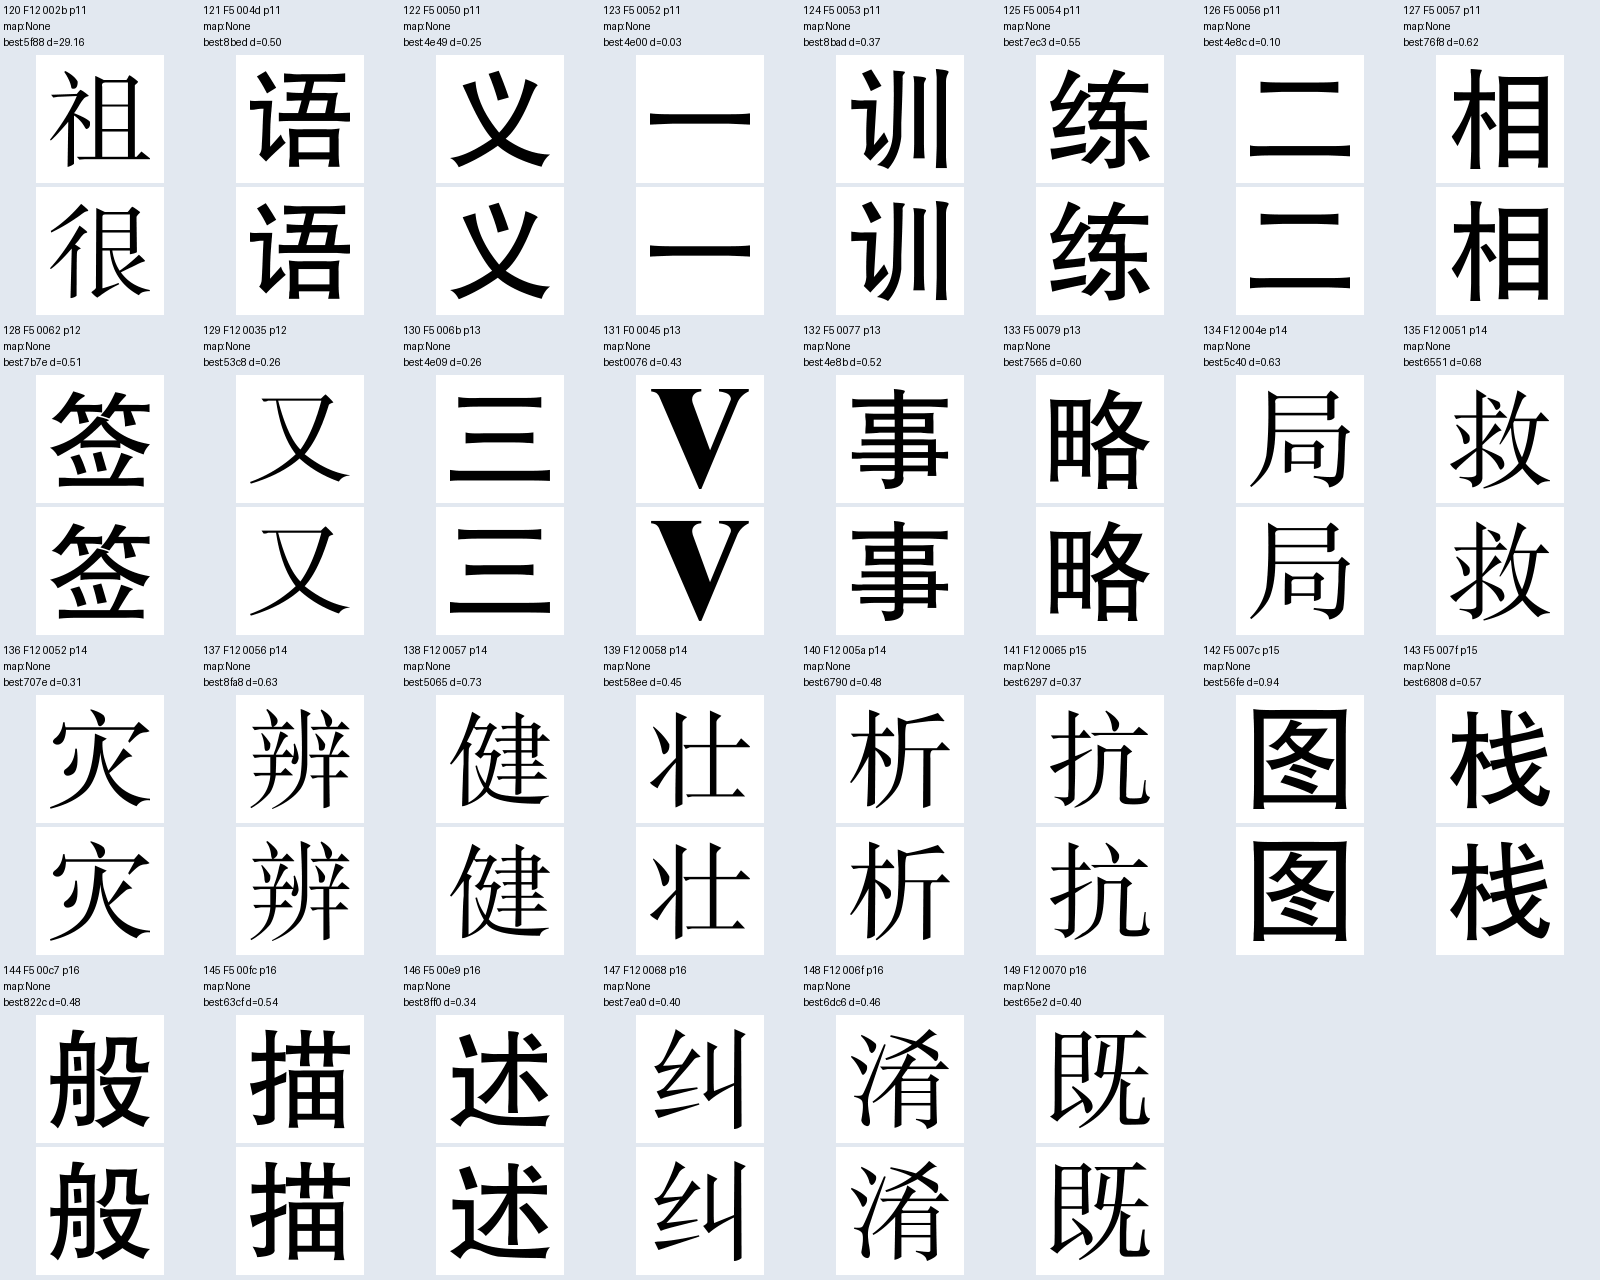 120 F12 002b p11 121 F5 004d p11 122 F5 0050 p11 123 F5 0052 p11 124 F5 0053 p11 125 F5 0054 p11 126 F5 0056 p11 127 F5 0057 p11
map:None map:None map:None map:None map:None map:None map:None map:None
best5f88 d=29.16 best8bed d=0.50 best4e49 d=0.25 best4e00 d=0.03 best8bad d=0.37 best7ec3 d=0.55 best4e8c d=0.10 best76f8 d=0.62
祖 语 义 一 训 练 二 相
很 语 义 一 训 练 二 相
128 F5 0062 p12 129 F12 0035 p12 130 F5 006b p13 131 F0 0045 p13 132 F5 0077 p13 133 F5 0079 p13 134 F12 004e p14 135 F12 0051 p14
map:None map:None map:None map:None map:None map:None map:None map:None
best7b7e d=0.51 best53c8 d=0.26 best4e09 d=0.26 best0076 d=0.43 best4e8b d=0.52 best7565 d=0.60 best5c40 d=0.63 best6551 d=0.68
签 又 三 v 事 略 局 救
签 又 三 v 事 略 局 救
136 F12 0052 p14 137 F12 0056 p14 138 F12 0057 p14 139 F12 0058 p14 140 F12 005a p14 141 F12 0065 p15 142 F5 007c p15 143 F5 007f p15
map:None map:None map:None map:None map:None map:None map:None map:None
best707e d=0.31 best8fa8 d=0.63 best5065 d=0.73 best58ee d=0.45 best6790 d=0.48 best6297 d=0.37 best56fe d=0.94 best6808 d=0.57
灾 辨 健 壮 析 抗 图 栈
灾 辨 健 壮 析 抗 图 栈
144 F5 00c7 p16 145 F5 00fc p16 146 F5 00e9 p16 147 F12 0068 p16 148 F12 006f p16 149 F12 0070 p16
map:None map:None map:None map:None map:None map:None
best822c d=0.48 best63cf d=0.54 best8ff0 d=0.34 best7ea0 d=0.40 best6dc6 d=0.46 best65e2 d=0.40
般 描 述 纠 淆 既
般 描 述 纠 淆 既